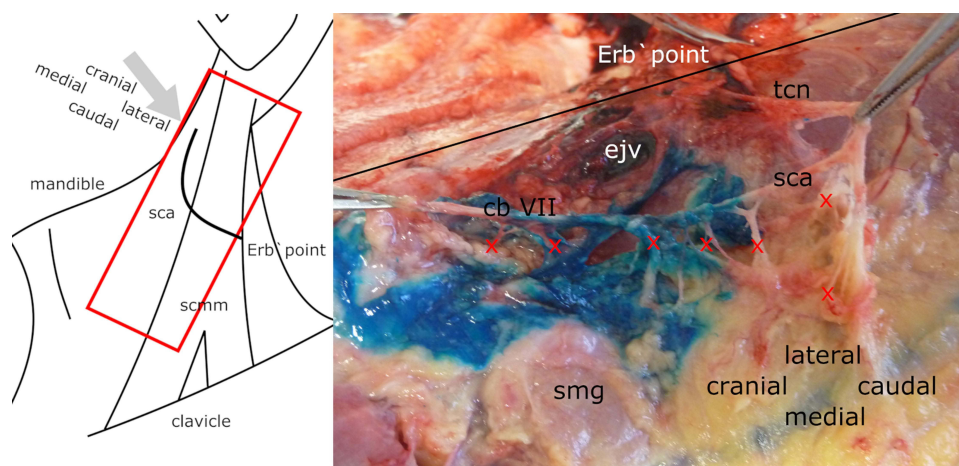 cranial
medial
lateral
caudal
mandible
sca
Erb`point
scmm
clavicle
Erb`point
tcn
ejv
sca
cb VII
x
x
x
x
x
x
x
smg
lateral
cranial
caudal
medial